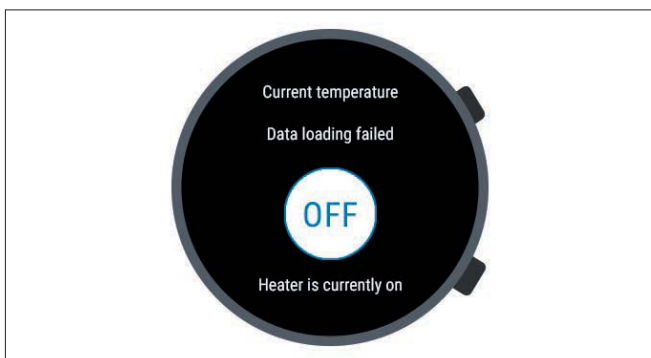 Current temperature
Data loading failed
OFF
Heater is currently on